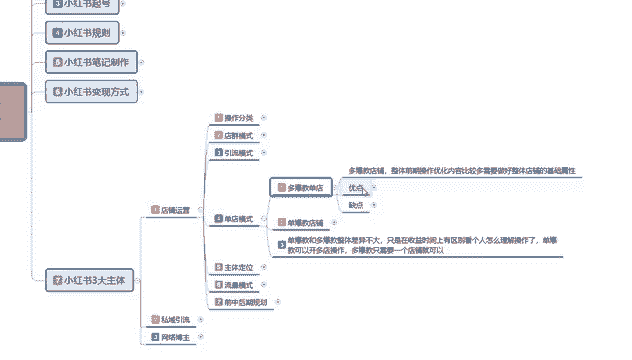 3 小红书起号
4 小红书规则
5 小红书笔记制作
6 小红书变现方式
7 小红书3大主体
1 店铺运营
1 操作分类
2 店群模式
3 引流模式
4 单店模式
1 多爆款单店
多爆款店铺，整体前期操作优化内容比较多需要做好整体店铺的基础属性
优点
缺点
2 单爆款店铺
3 单爆款和多爆款整体差异不大，只是在收益时间上有区别看个人怎么理解操作了，单爆
款可以开多店操作，多爆款只需要一个店铺就可以
5 主体定位
6 流量模式
7 前中后期规划
2 私域引流
3 网络博主